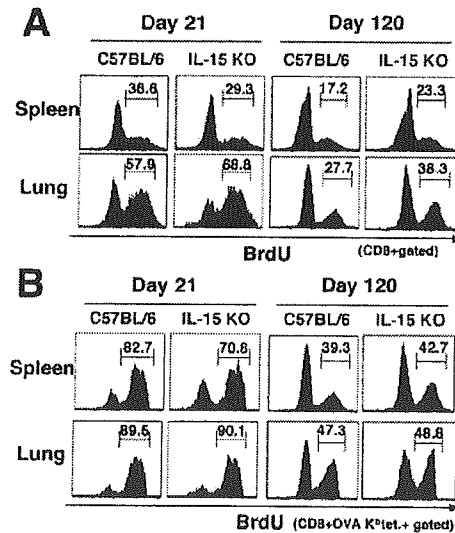 A
Day 21 Day 120
C57BL/6 IL-15 KO C57BL/6 IL-15 KO
Spleen 38.6 29.3 17.2 23.3
Lung 57.9 68.8 27.7 38.3
BrdU (CD8+gated)
B
Day 21 Day 120
C57BL/6 IL-15 KO C57BL/6 IL-15 KO
Spleen 82.7 70.8 39.3 42.7
Lung 89.5 90.1 47.3 48.8
BrdU (CD8+OVA Kbtet.+ gated)